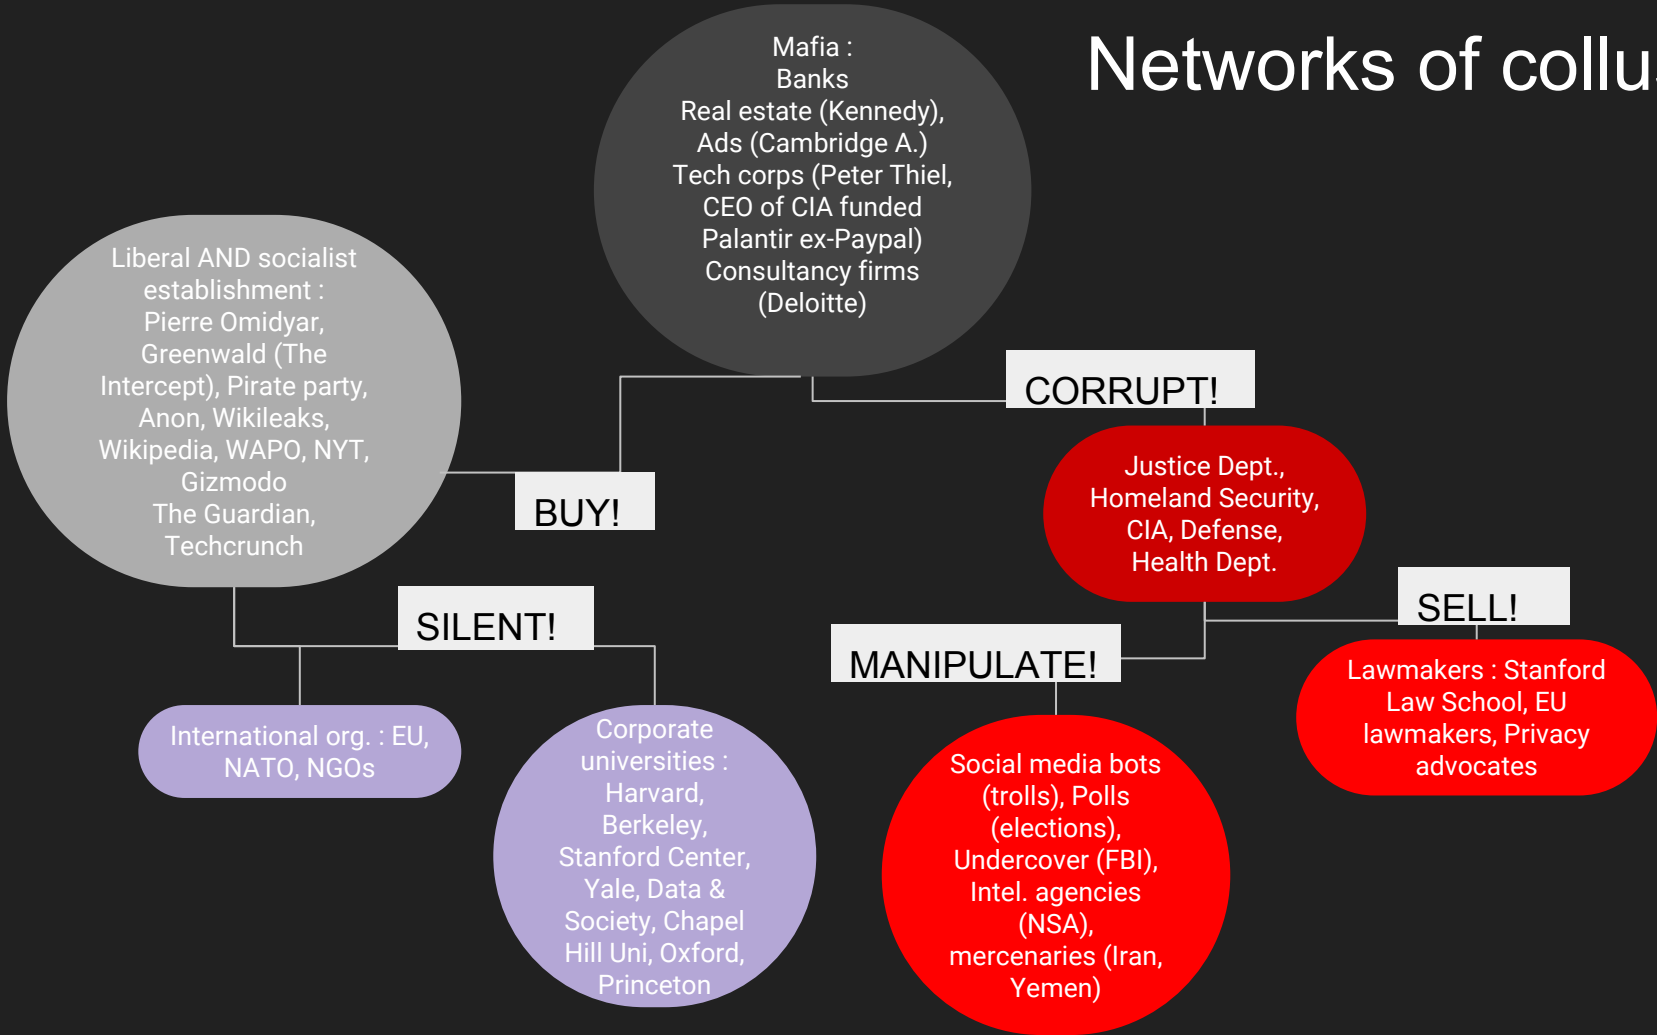 Networks of collus
Mafia :
Banks
Real estate (Kennedy),
Ads (Cambridge A.)
Tech corps (Peter Thiel,
CEO of CIA funded
Palantir ex-Paypal)
Consultancy firms
(Deloitte)
Liberal AND socialist
establishment :
Pierre Omidyar,
Greenwald (The
Intercept), Pirate party,
Anon, Wikileaks,
Wikipedia, WAPO, NYT,
Gizmodo
The Guardian,
Techcrunch
CORRUPT!
BUY!
Justice Dept.,
Homeland Security,
CIA, Defense,
Health Dept.
SILENT!
SELL!
MANIPULATE!
International org. : EU,
NATO, NGOs
Corporate
universities :
Harvard,
Berkeley,
Stanford Center,
Yale, Data &
Society, Chapel
Hill Uni, Oxford,
Princeton
Social media bots
(trolls), Polls
(elections),
Undercover (FBI),
Intel. agencies
(NSA),
mercenaries (Iran,
Yemen)
Lawmakers : Stanford
Law School, EU
lawmakers, Privacy
advocates